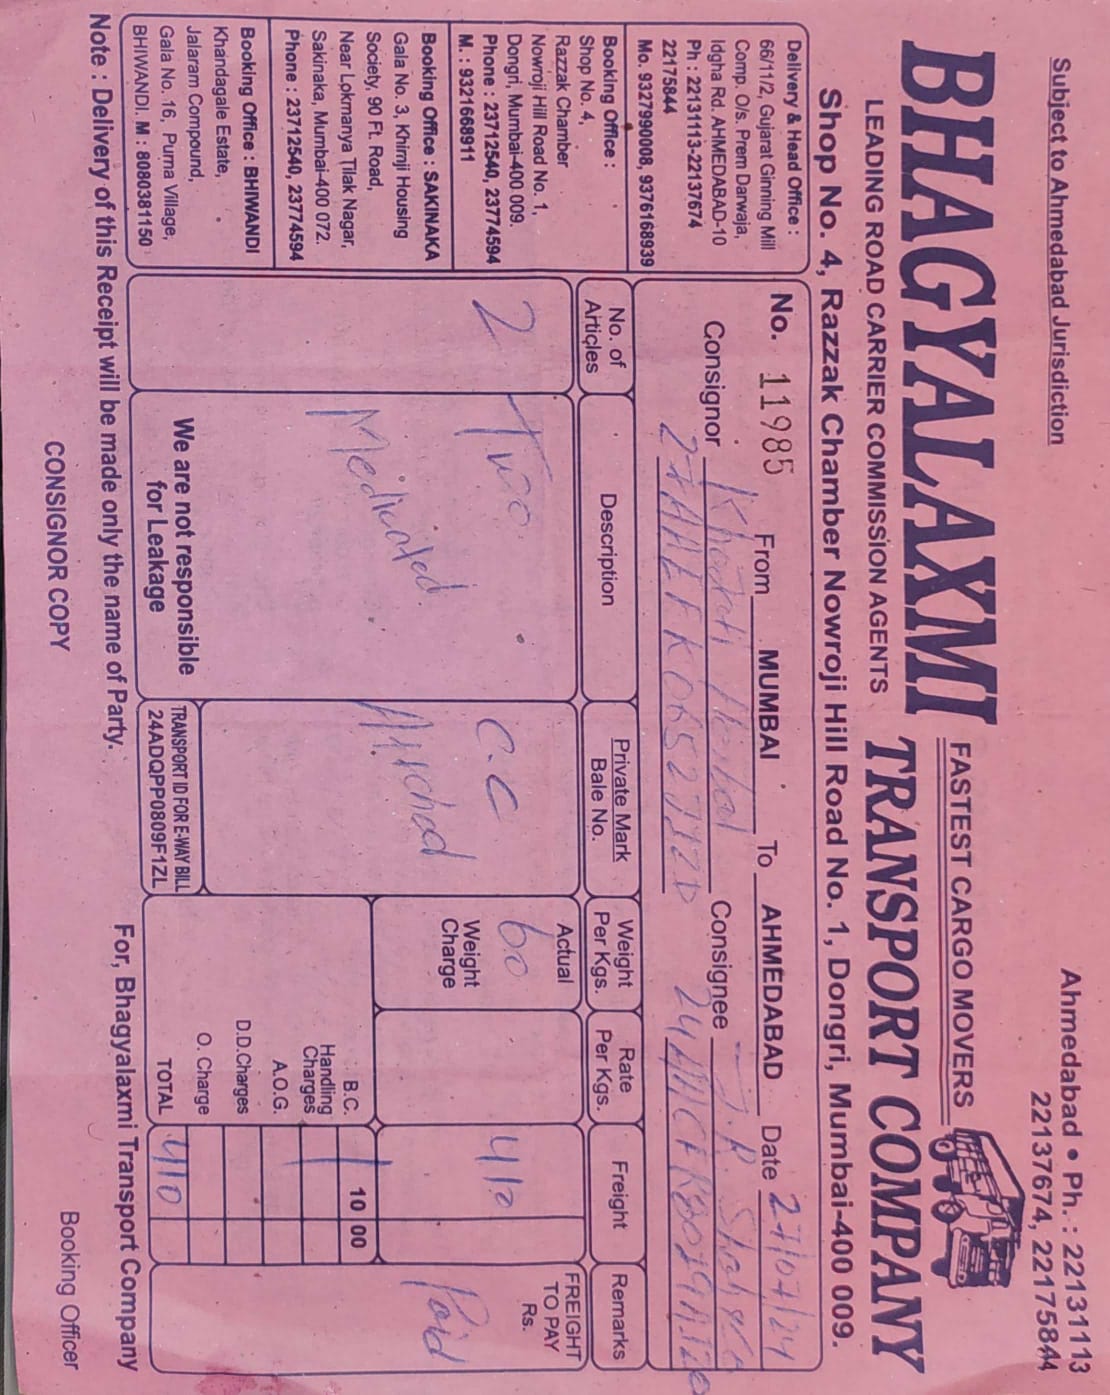 Subject to Ahmedabad Jurisdiction
Ahmedabad • Ph. : 22131113
22137674, 22175844
BHAGYALAXMI TRANSPORT COMPANY
FASTEST CARGO MOVERS
LEADING ROAD CARRIER COMMISSION AGENTS
Shop No. 4, Razzak Chamber Nowroji Hill Road No. 1, Dongri, Mumbai-400 009.
Delivery & Head Office :
66/11/2, Gujarat Ginning Mill
Comp. O/s. Prem Darwaja,
Idgha Rd. AHMEDABAD-10
Ph : 22131113-22137674
22175844
Mo. 9327990008, 9376168939
Booking Office :
Shop No. 4,
Razzak Chamber
Nowroji Hill Road No. 1,
Dongri, Mumbai-400 009.
Phone : 23712540, 23774594
M. : 9321668911
Booking Office : SAKINAKA
Gala No. 3, Khimji Housing
Society, 90 Ft. Road,
Near Lokmanya Tilak Nagar,
Sakinaka, Mumbai-400 072.
Phone : 23712540, 23774594
Booking Office : BHIWANDI
Khandagale Estate,
Jalaram Compound,
Gala No. 16, Purna Village,
BHIWANDI. M : 8080381150
No. 11985 From MUMBAI To AHMEDABAD Date 27/07/24
Consignor Consignee J.R. Shah
No. of Articles
Description
Private Mark
Bale No.
Weight Per Kgs.
Rate Per Kgs.
Freight
Remarks
2
Two
C.C
Actual
60
Weight Charge
410
FREIGHT TO PAY Rs.
Paid
B.C. 10 00
Handling Charges
A.O.G.
D.D.Charges
O. Charge
TOTAL 410
We are not responsible
for Leakage
TRANSPORT ID FOR E-WAY BILL
24ADQPP0809F1ZL
Note : Delivery of this Receipt will be made only the name of Party.
For, Bhagyalaxmi Transport Company
CONSIGNOR COPY
Booking Officer